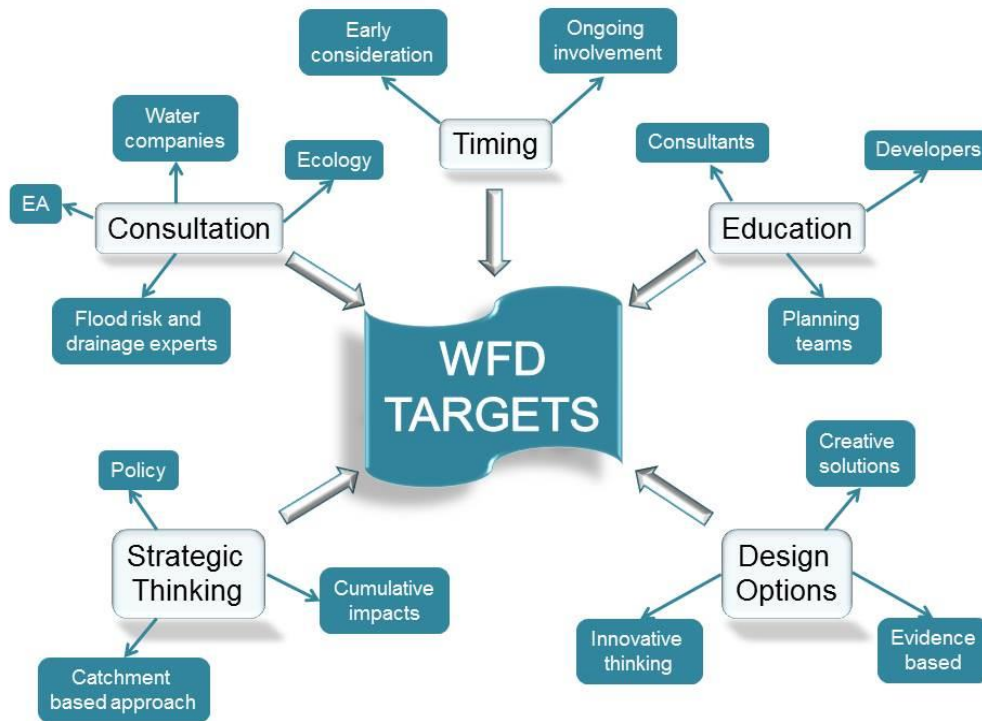 Early
consideration
Ongoing
involvement
Timing
Water
companies
Ecology
EA
Consultation
Flood risk and
drainage experts
Consultants
Developers
Education
Planning
teams
WFD
TARGETS
Policy
Strategic
Thinking
Cumulative
impacts
Catchment
based approach
Creative
solutions
Design
Options
Innovative
thinking
Evidence
based